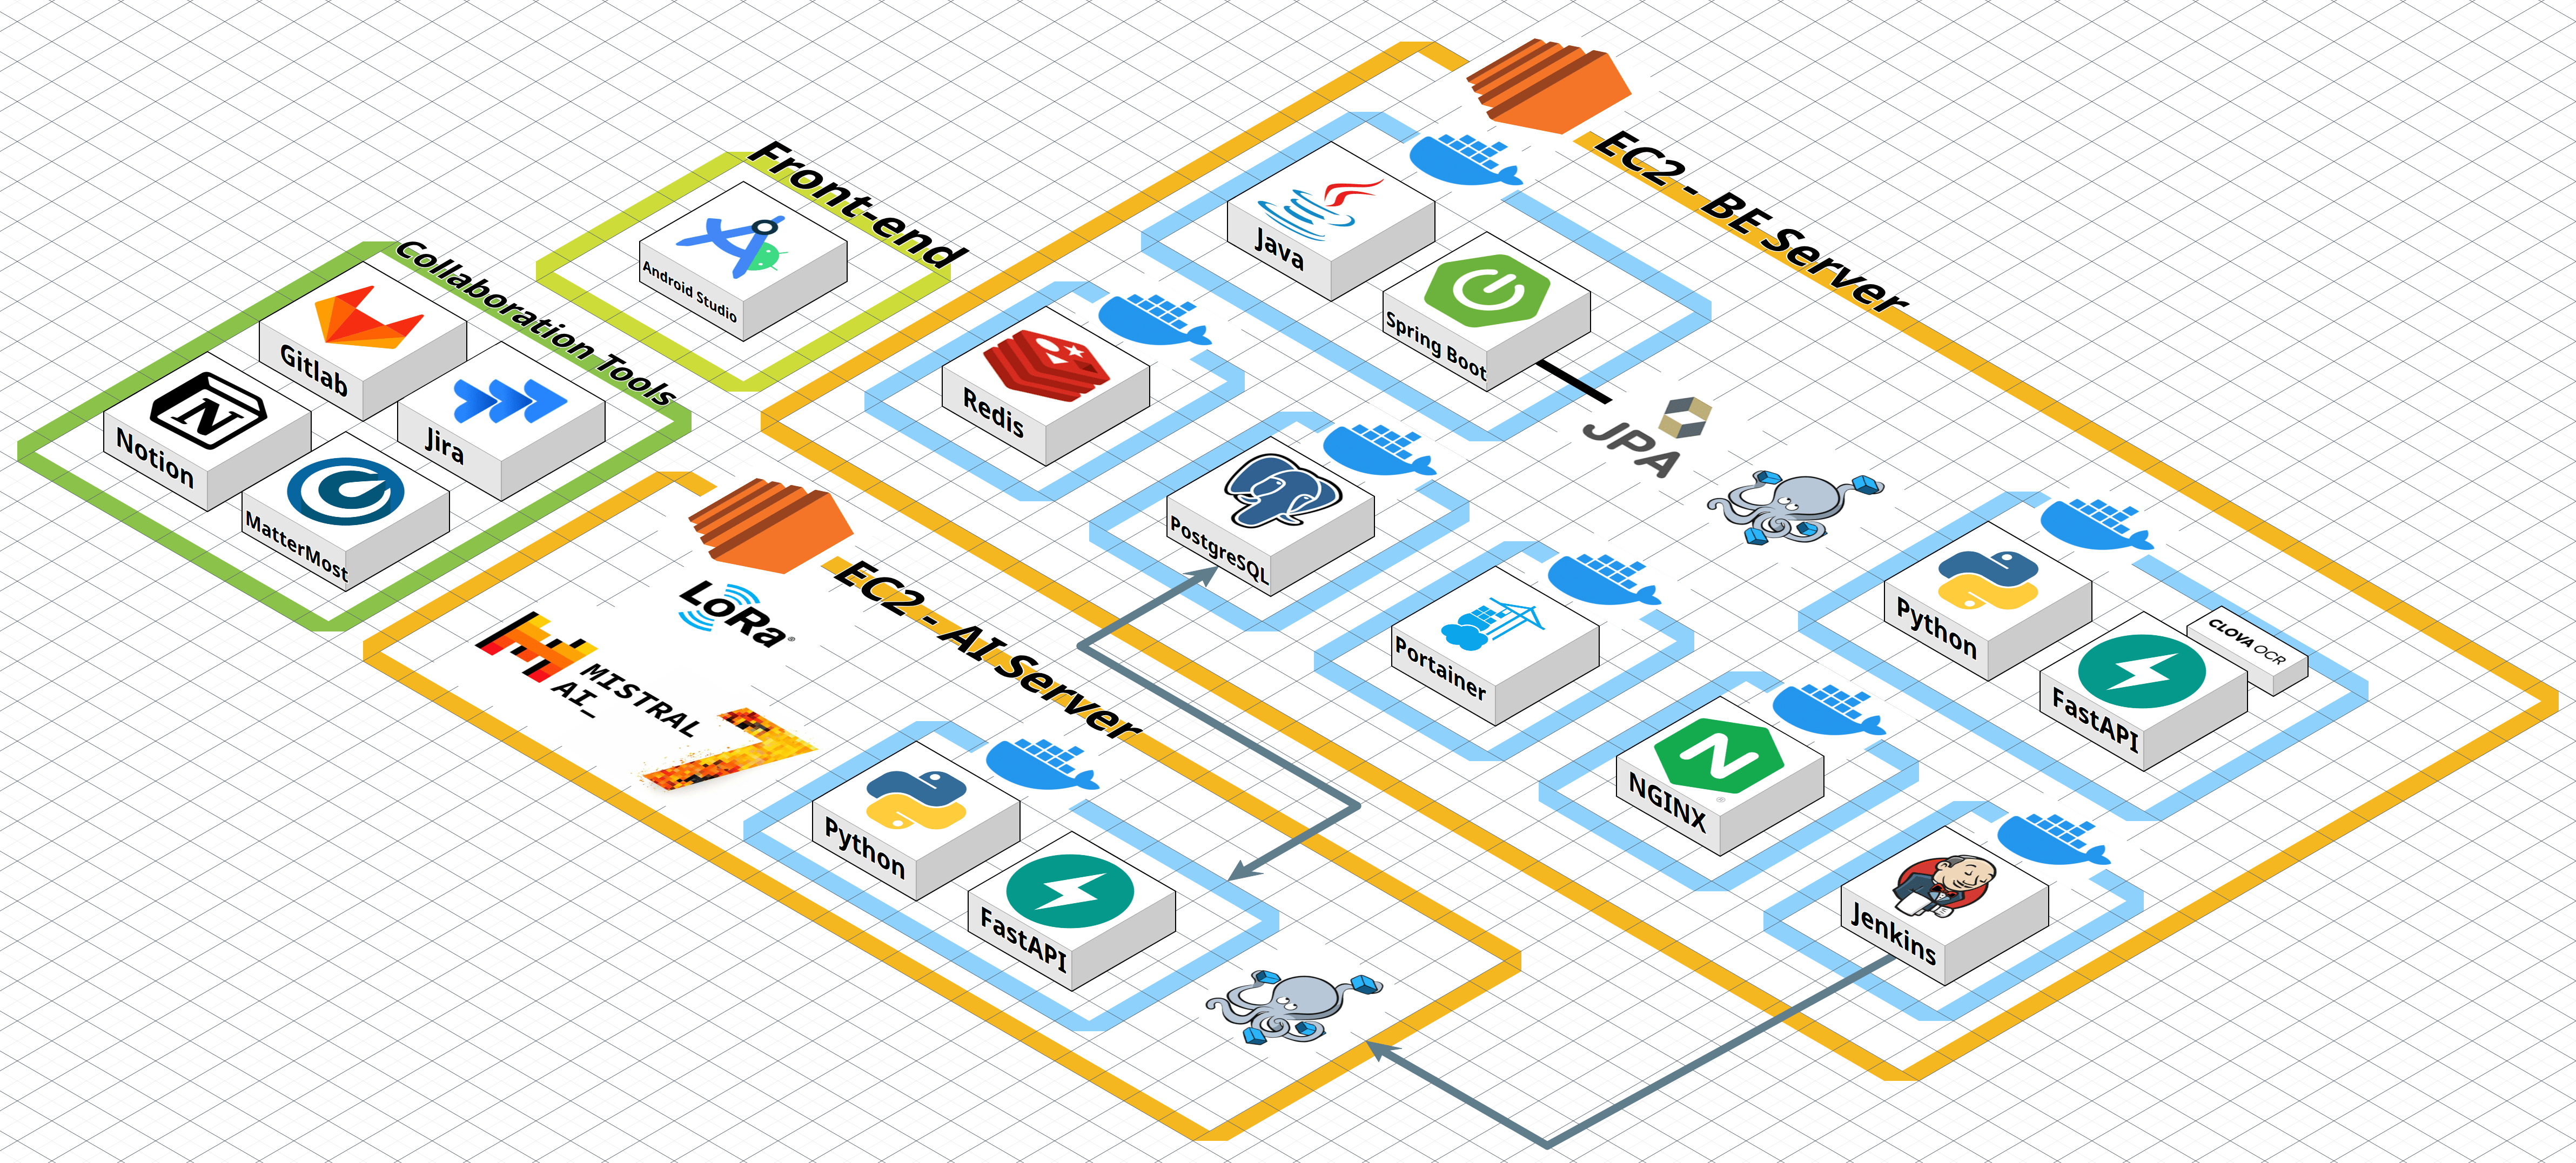 Collaboration Tools
Gitlab
Notion
Jira
MatterMost
Front-end
Android Studio
EC2 - BE Server
Java
Spring Boot
JPA
Redis
PostgreSQL
Portainer
NGINX
®
Jenkins
Python
FastAPI
CLOVA OCR
EC2 - AI Server
LoRa®
MISTRAL
AI_
7
Python
FastAPI